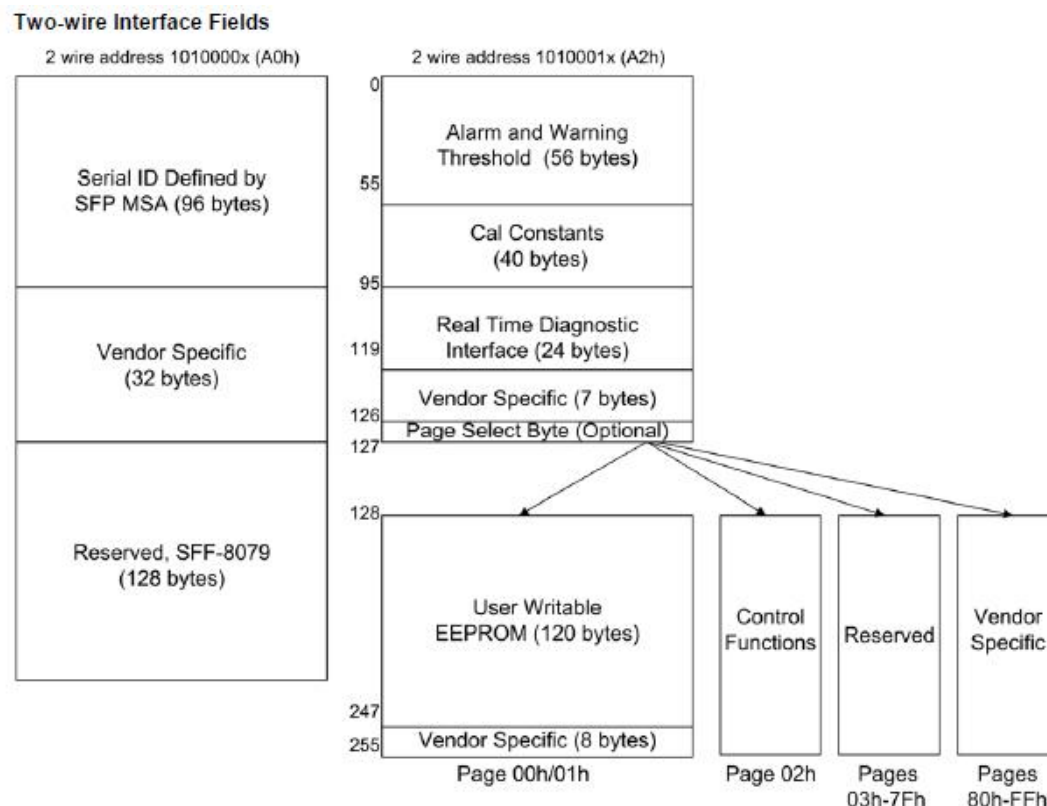 Two-wire Interface Fields
2 wire address 1010000x (A0h)
Serial ID Defined by
SFP MSA (96 bytes)
Vendor Specific
(32 bytes)
Reserved, SFF-8079
(128 bytes)
2 wire address 1010001x (A2h)
0
Alarm and Warning
Threshold (56 bytes)
55
Cal Constants
(40 bytes)
95
Real Time Diagnostic
Interface (24 bytes)
119
Vendor Specific (7 bytes)
126
Page Select Byte (Optional)
127
128
User Writable
EEPROM (120 bytes)
247
Vendor Specific (8 bytes)
255
Page 00h/01h
Control
Functions
Page 02h
Reserved
Pages
03h-7Fh
Vendor
Specific
Pages
80h-FFh